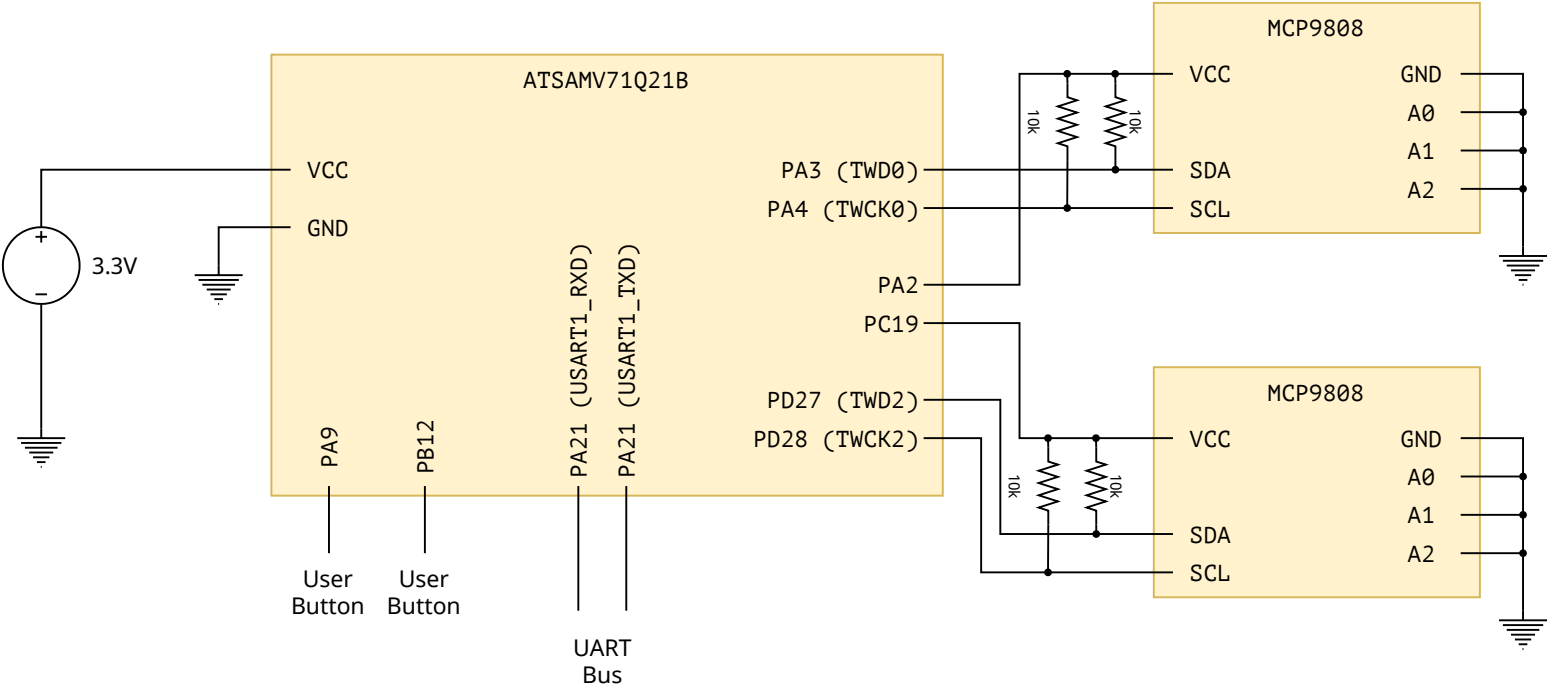 ATSAMV71Q21B
VCC
GND
3.3V
+
−
PA3 (TWD0)
PA4 (TWCK0)
PA2
PC19
PD27 (TWD2)
PD28 (TWCK2)
PA9
PB12
PA21 (USART1_RXD)
PA21 (USART1_TXD)
User
Button
User
Button
UART
Bus
10k
10k
MCP9808
VCC
SDA
SCL
GND
A0
A1
A2
10k
10k
MCP9808
VCC
SDA
SCL
GND
A0
A1
A2